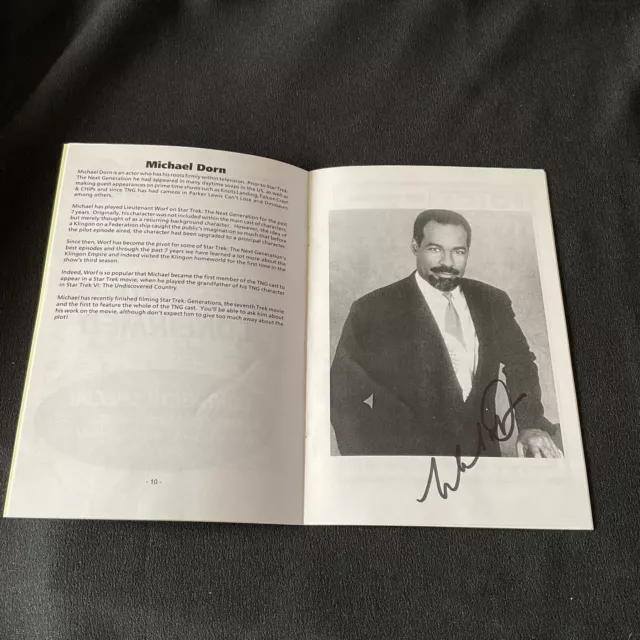 Michael Dorn
Michael Dorn is an actor who has his roots firmly within television. Prior to Star Trek:
The Next Generation he had appeared in many daytime soaps in the US, as well as
making guest appearances on prime time shows such as Knots Landing, Falcon Crest
& CHiPs and since TNG has had cameos in Parker Lewis Can't Lose and Dinosaurs
among others.
Michael has played Lieutenant Worf on Star Trek: The Next Generation for the past
7 years. Originally, his character was not included within the main cast of characters,
but merely thought of as a recurring background character. However, the idea of
a Klingon on a Federation ship caught the public's imagination so much that before
the pilot episode aired, the character had been upgraded to a principal character.
Since then, Worf has become the pivot for some of Star Trek: The Next Generation's
best episodes and through the past 7 years we have learned a lot more about the
Klingon Empire and indeed visited the Klingon homeworld for the first time in the
show's third season.
Indeed, Worf is so popular that Michael became the first member of the TNG cast to
appear in a Star Trek movie, when he played the grandfather of his TNG character
in Star Trek VI: The Undiscovered Country.
Michael has recently finished filming Star Trek: Generations, the seventh Trek movie
and the first to feature the whole of the TNG cast. You'll be able to ask him about
his work on the movie, although don't expect him to give too much away about the
plot!
- 10 -